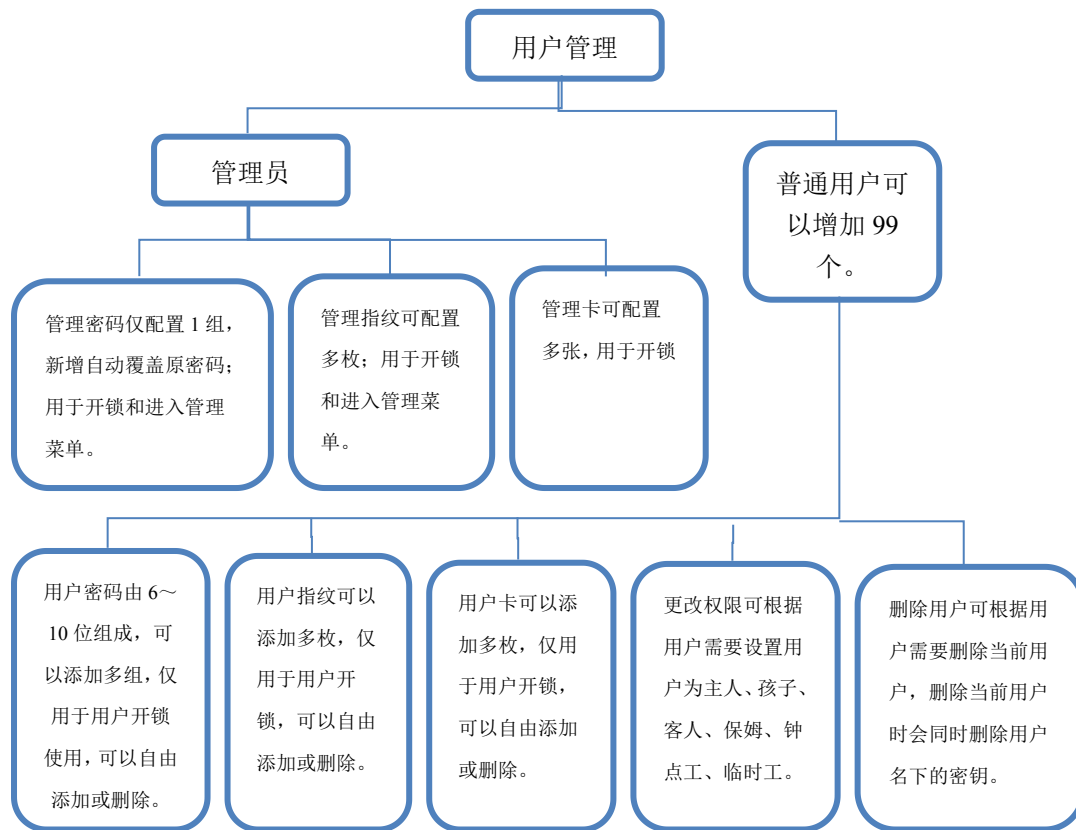 用户管理
管理员
普通用户可
以增加 99
个。
管理密码仅配置 1 组，
新增自动覆盖原密码；
用于开锁和进入管理
菜单。
管理指纹可配置
多枚；用于开锁
和进入管理菜
单。
管理卡可配置
多张，用于开锁
用户密码由 6～
10 位组成，可
以添加多组，仅
用于用户开锁
使用，可以自由
添加或删除。
用户指纹可以
添加多枚，仅
用于用户开
锁，可以自由
添加或删除。
用户卡可以添
加多枚，仅用
于用户开锁，
可以自由添加
或删除。
更改权限可根据
用户需要设置用
户为主人、孩子、
客人、保姆、钟
点工、临时工。
删除用户可根据用
户需要删除当前用
户，删除当前用户
时会同时删除用户
名下的密钥。